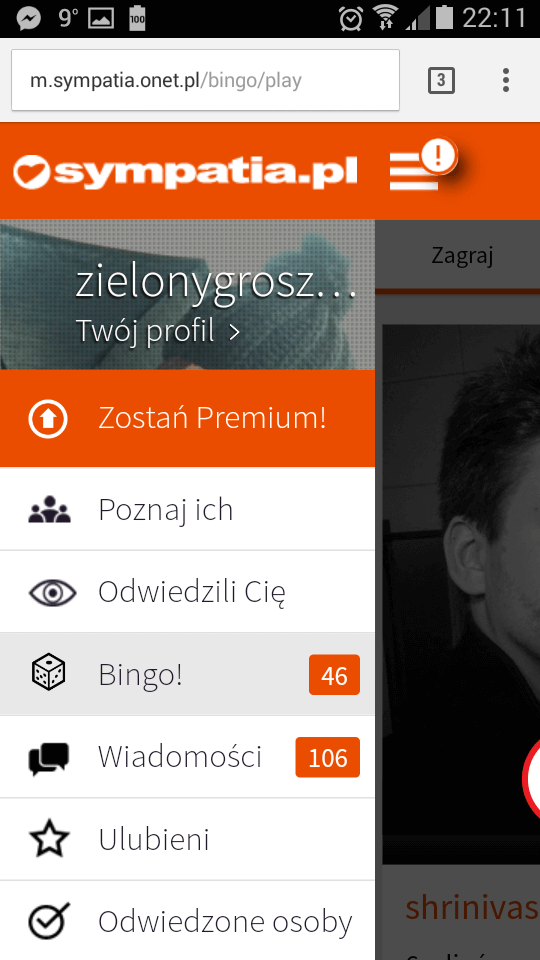 9°
100
22:11
m.sympatia.onet.pl/bingo/play
3
sympatia.pl
!
zielonygrosz...
Twój profil >
Zagraj
Zostań Premium!
Poznaj ich
Odwiedzili Cię
Bingo! 46
Wiadomości 106
Ulubieni
shrinivas
Odwiedzone osoby